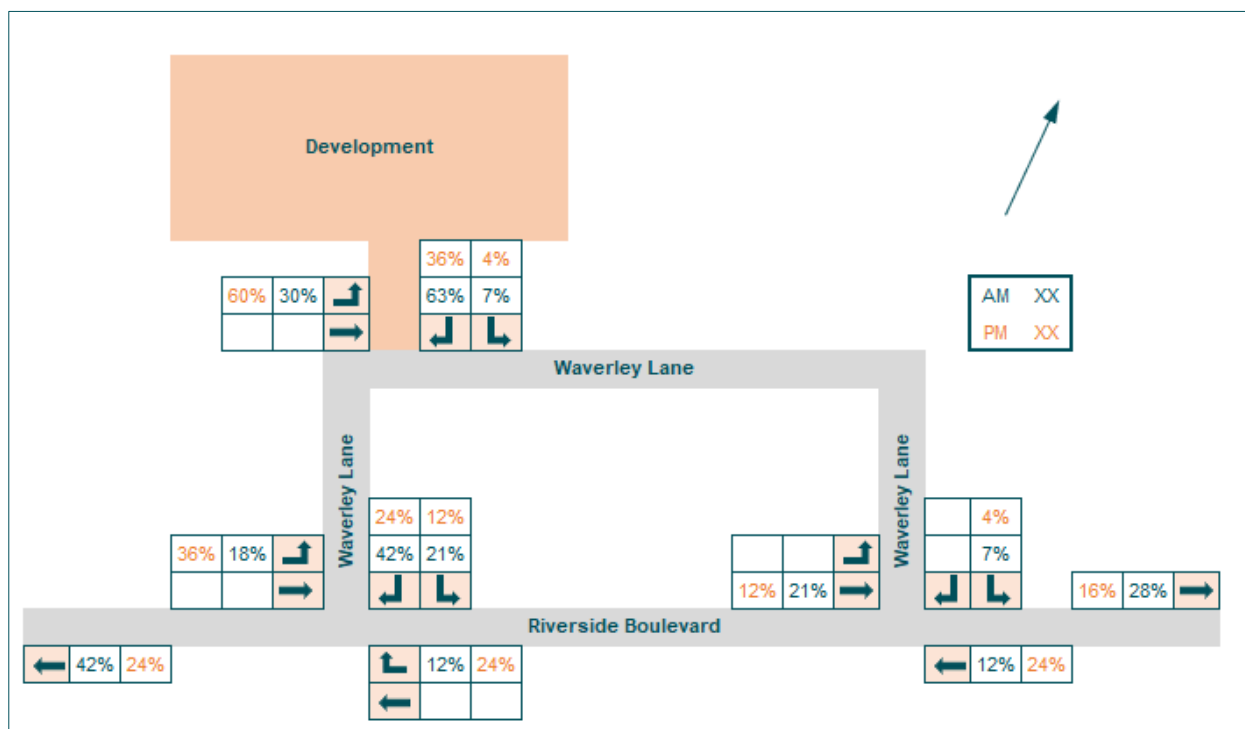 Development
36% 4%
60% 30% 63% 7%
AM XX
PM XX
Waverley Lane
Waverley Lane
Waverley Lane
24% 12%
4%
36% 18% 42% 21%
7%
12% 21%
16% 28%
Riverside Boulevard
42% 24%
12% 24%
12% 24%